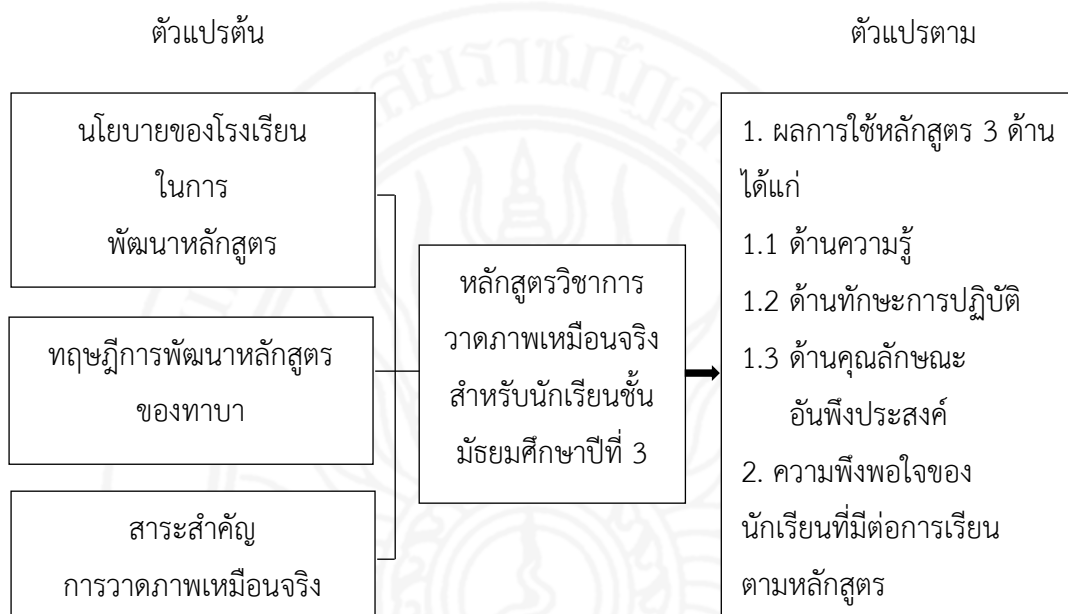 ตัวแปรต้น
ตัวแปรตาม
นโยบายของโรงเรียน
ในการ
พัฒนาหลักสูตร
ทฤษฎีการพัฒนาหลักสูตร
ของทาบา
สาระสำคัญ
การวาดภาพเหมือนจริง
หลักสูตรวิชาการ
วาดภาพเหมือนจริง
สำหรับนักเรียนชั้น
มัธยมศึกษาปีที่ 3
1. ผลการใช้หลักสูตร 3 ด้าน
ได้แก่
1.1 ด้านความรู้
1.2 ด้านทักษะการปฏิบัติ
1.3 ด้านคุณลักษณะ
อันพึงประสงค์
2. ความพึงพอใจของ
นักเรียนที่มีต่อการเรียน
ตามหลักสูตร